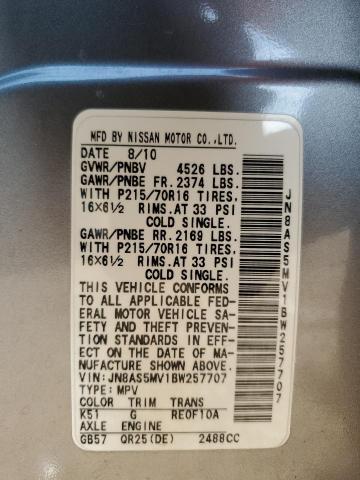 MFD BY NISSAN MOTOR CO.,LTD.
DATE 8/10
GVWR/PNBV 4526 LBS.
GAWR/PNBE FR. 2374 LBS.
WITH P215/70R16 TIRES.
16X6½ RIMS. AT 33 PSI
COLD SINGLE.
GAWR/PNBE RR. 2169 LBS.
WITH P215/70R16 TIRES.
16X6½ RIMS. AT 33 PSI
COLD SINGLE.
THIS VEHICLE CONFORMS
TO ALL APPLICABLE FED-
ERAL MOTOR VEHICLE SA-
FETY AND THEFT PREVEN-
TION STANDARDS IN EFF-
ECT ON THE DATE OF MA-
NUFACTURE SHOWN ABOVE.
VIN:JN8AS5MV1BW257707
TYPE:MPV
COLOR TRIM TRANS
K51 G RE0F10A
AXLE ENGINE
GB57 QR25(DE) 2488CC
JN8AS5MV1BW257707